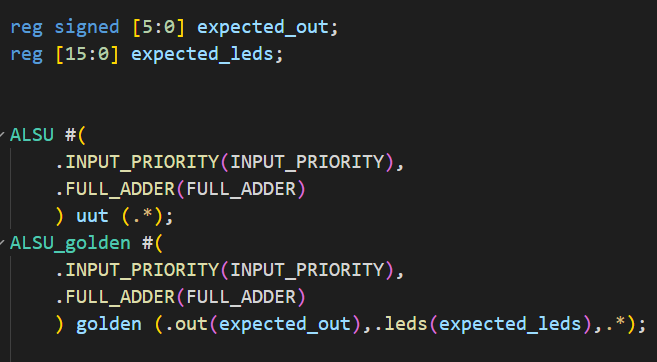 reg signed [5:0] expected_out;
reg [15:0] expected_leds;
ALSU #(
.INPUT_PRIORITY(INPUT_PRIORITY),
.FULL_ADDER(FULL_ADDER)
) uut (.*);
ALSU_golden #(
.INPUT_PRIORITY(INPUT_PRIORITY),
.FULL_ADDER(FULL_ADDER)
) golden (.out(expected_out),.leds(expected_leds),.*);